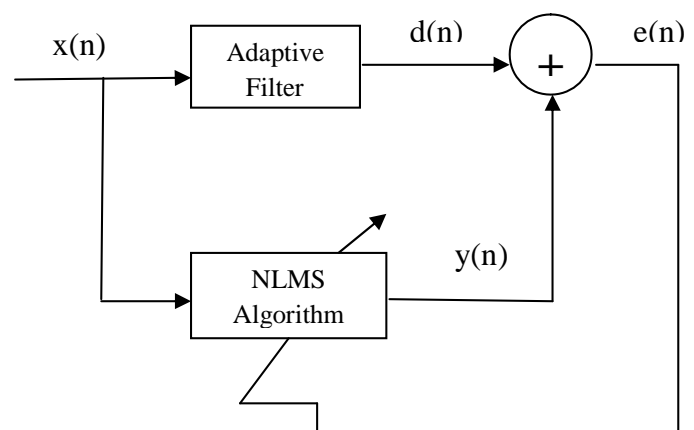 x(n)
Adaptive
Filter
d(n)
+
e(n)
NLMS
Algorithm
y(n)